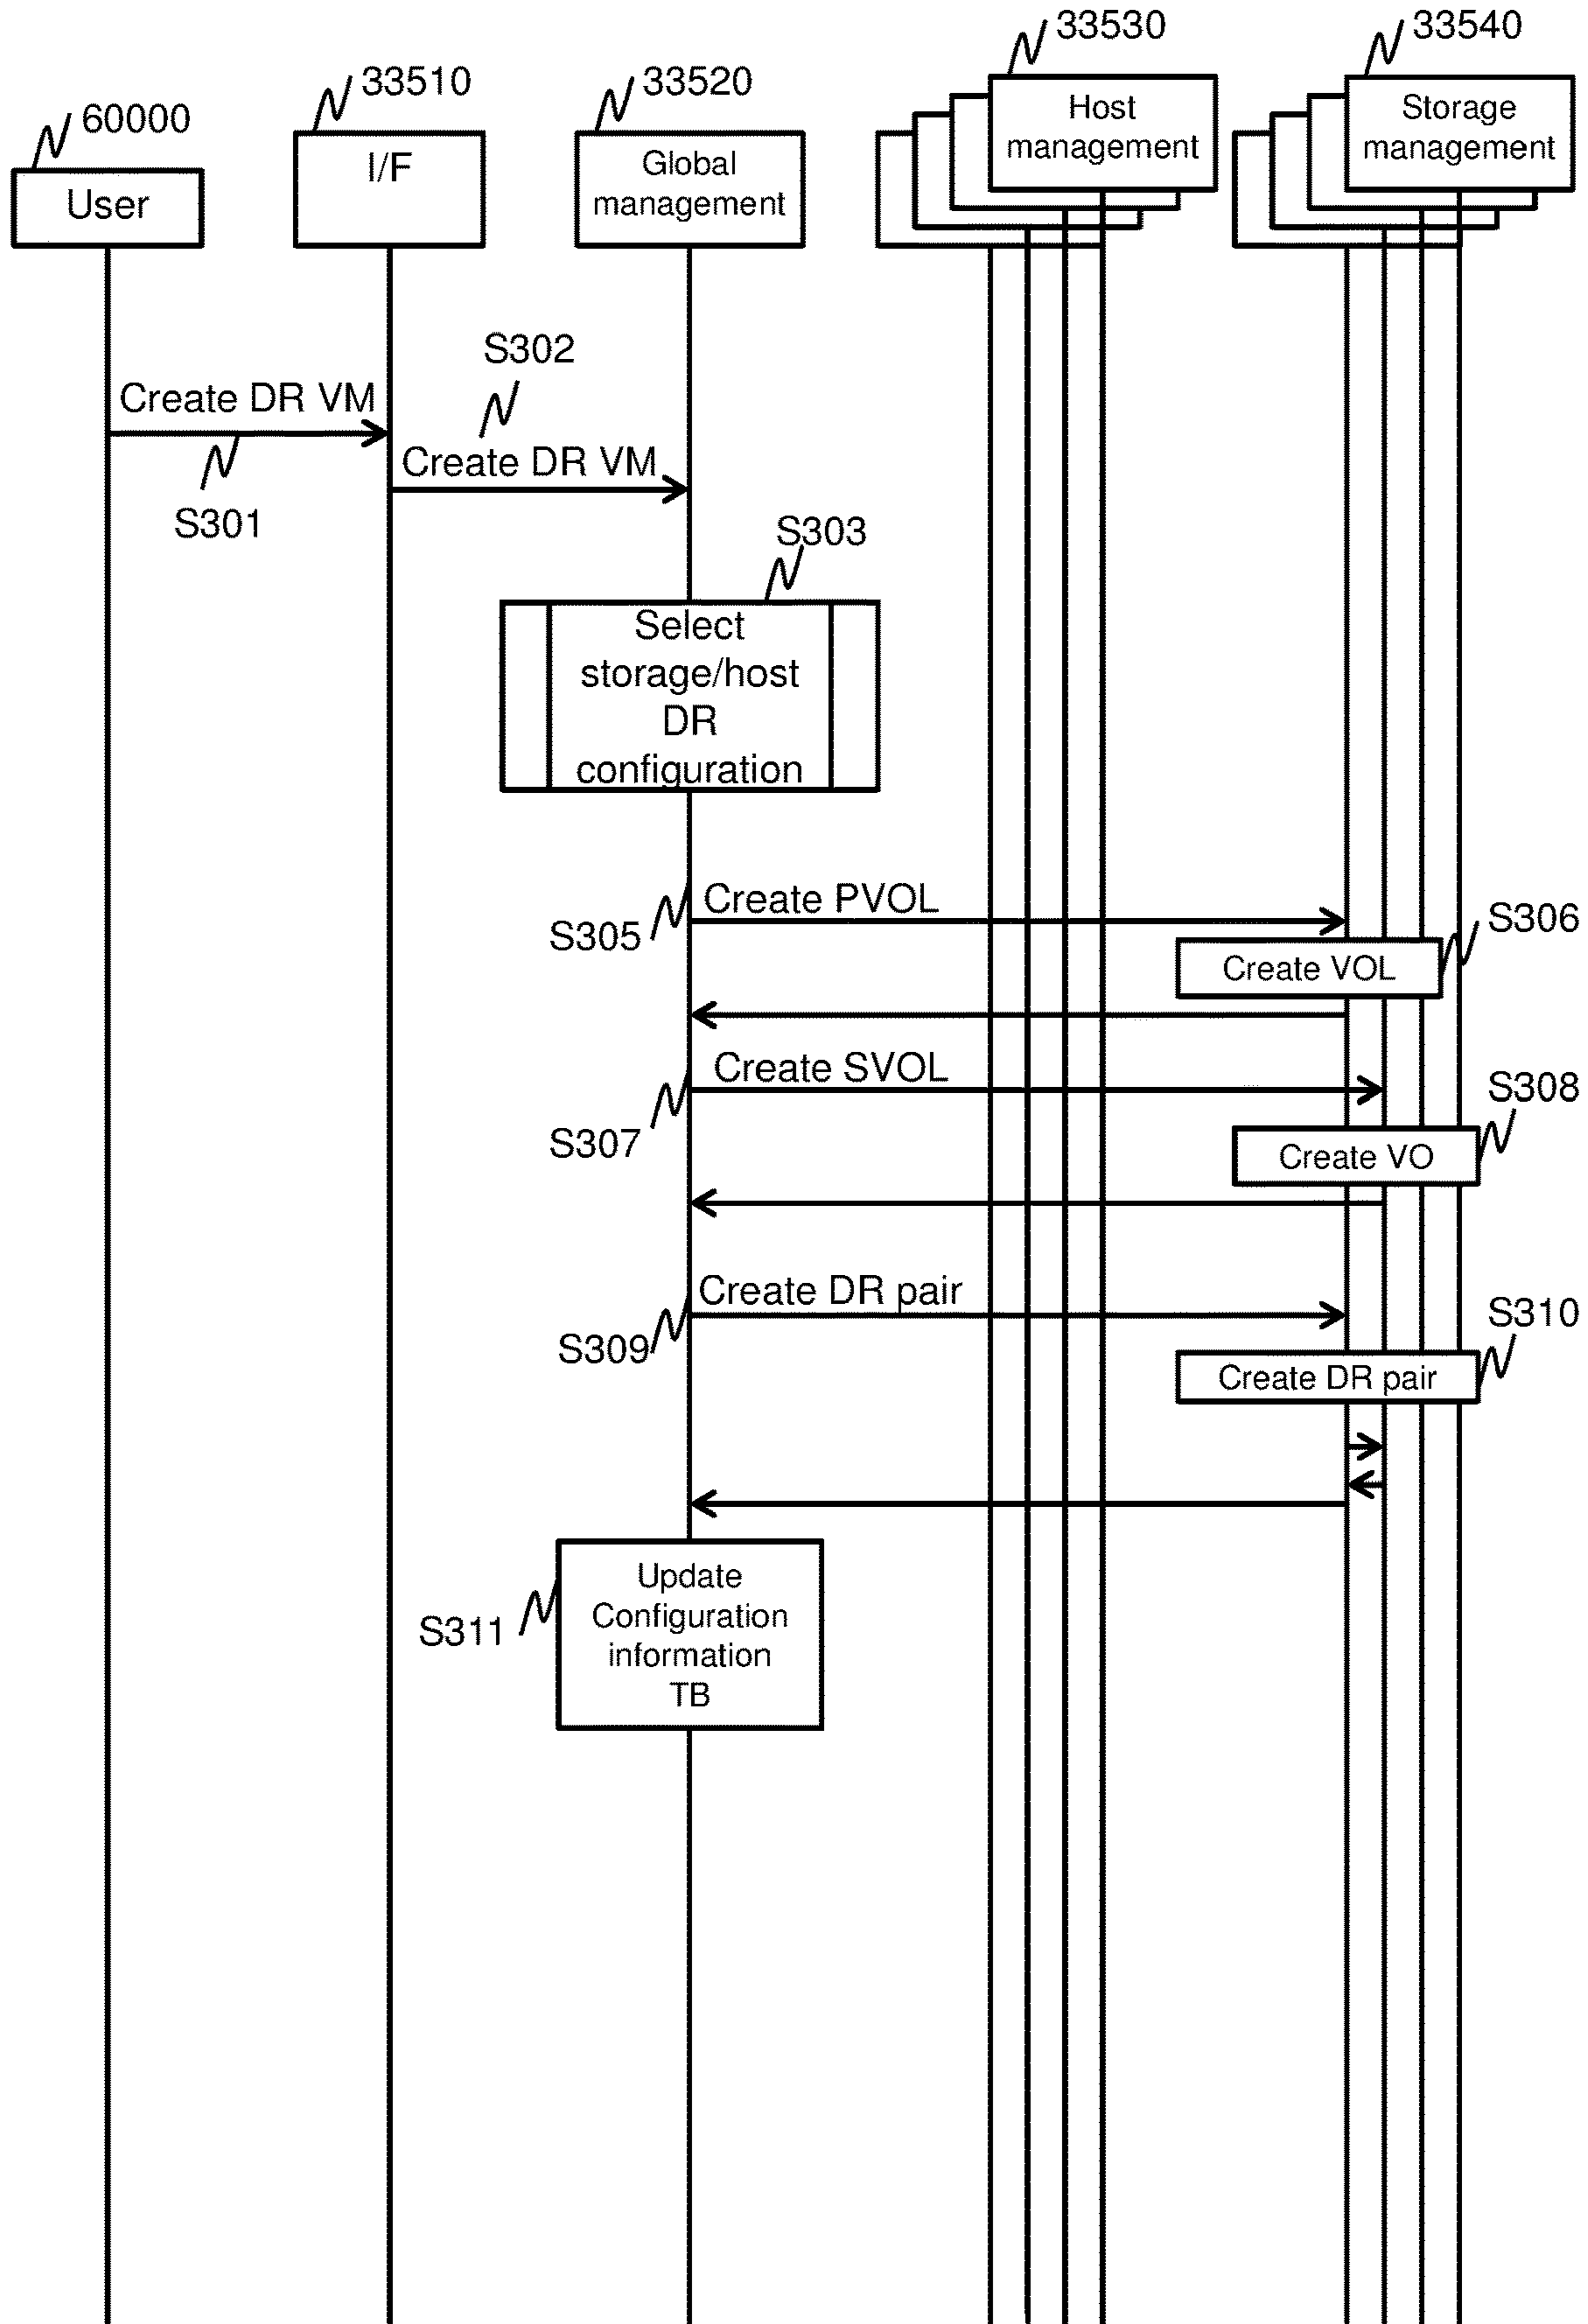 33530
33540
33510
33520
60000
Host
management
Storage
management
I/F
Global
management
User
S302
Create DR VM
Create DR VM
S301
S303
Select
storage/host
DR
configuration
Create PVOL
S305
S306
Create VOL
Create SVOL
S307
S308
Create VO
Create DR pair
S309
S310
Create DR pair
Update
Configuration
information
TB
S311